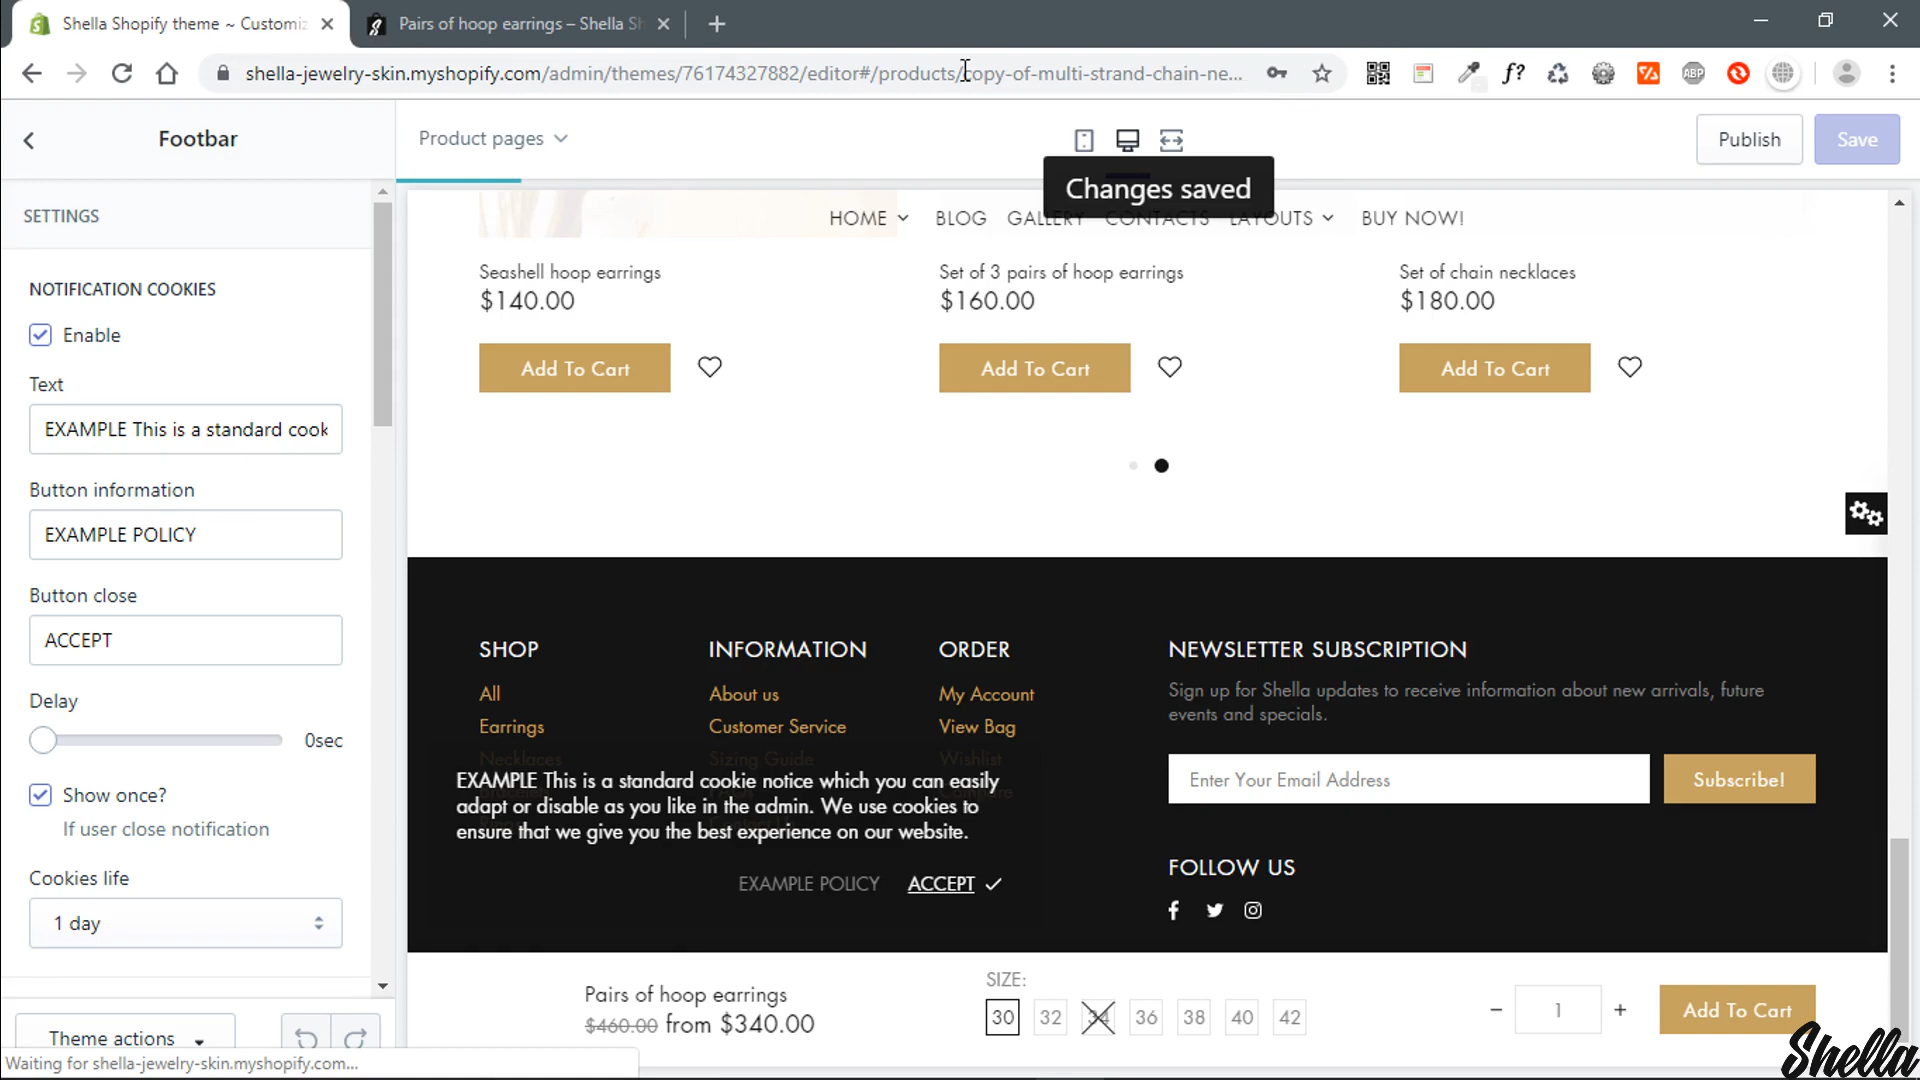 Shella Shopify theme ~ Customiz
Pairs of hoop earrings – Shella Sh
shella-jewelry-skin.myshopify.com/admin/themes/76174327882/editor#/products/copy-of-multi-strand-chain-ne...
f?
ABP
Footbar
Product pages
Publish
Save
Changes saved
SETTINGS
HOME
BLOG
GALLERY
CONTACTS
LAYOUTS
BUY NOW!
NOTIFICATION COOKIES
Enable
Text
EXAMPLE This is a standard cook
Button information
EXAMPLE POLICY
Button close
ACCEPT
Delay
0sec
Show once?
If user close notification
Cookies life
1 day
Theme actions
Waiting for shella-jewelry-skin.myshopify.com...
Seashell hoop earrings
$140.00
Add To Cart
Set of 3 pairs of hoop earrings
$160.00
Add To Cart
Set of chain necklaces
$180.00
Add To Cart
SHOP
All
Earrings
Necklaces
INFORMATION
About us
Customer Service
Sizing Guide
ORDER
My Account
View Bag
Wishlist
Compare
NEWSLETTER SUBSCRIPTION
Sign up for Shella updates to receive information about new arrivals, future
events and specials.
Enter Your Email Address
Subscribe!
EXAMPLE This is a standard cookie notice which you can easily
adapt or disable as you like in the admin. We use cookies to
ensure that we give you the best experience on our website.
EXAMPLE POLICY
ACCEPT
FOLLOW US
Pairs of hoop earrings
$460.00 from $340.00
SIZE:
30 32 34 36 38 40 42
1
Add To Cart
Shella